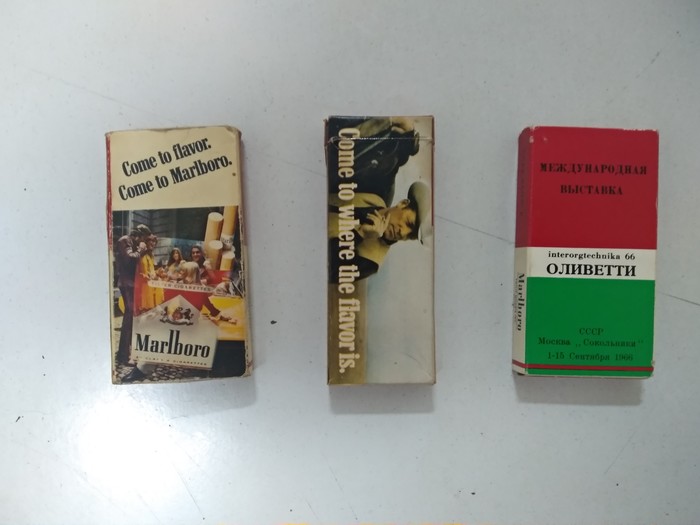 Come to flavor.
Come to Marlboro.
Marlboro
Come to where the flavor is.
МЕЖДУНАРОДНАЯ
ВЫСТАВКА
interorgtechnika 66
ОЛИВЕТТИ
СССР
Москва „Сокольники"
1-15 Сентября 1966
Marlboro